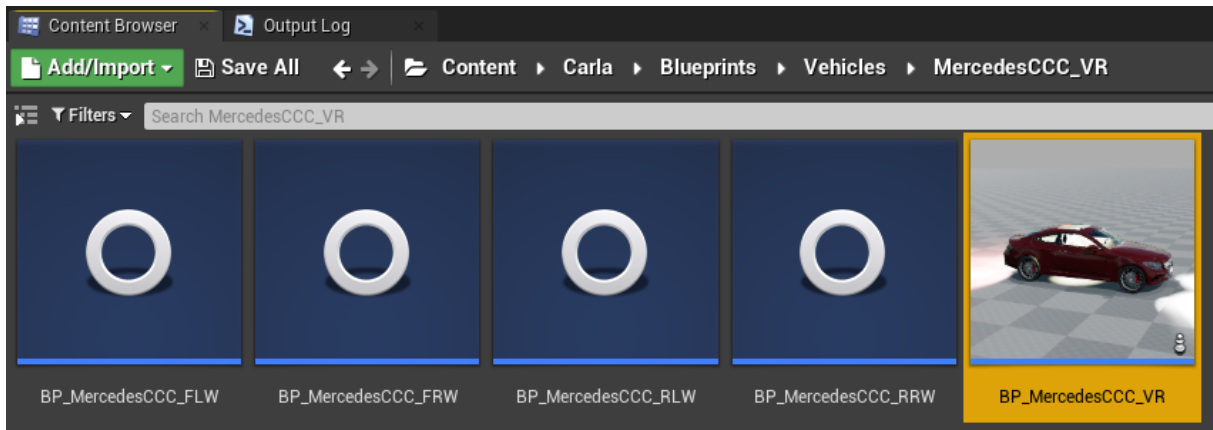 Content Browser
Output Log
Add/Import Save All Content Carla Blueprints Vehicles MercedesCCC_VR
Filters Search MercedesCCC_VR
BP_MercedesCCC_FLW BP_MercedesCCC_FRW BP_MercedesCCC_RLW BP_MercedesCCC_RRW BP_MercedesCCC_VR